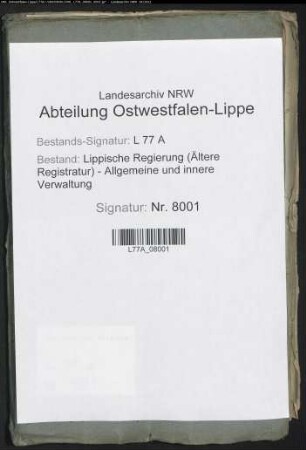 Landesarchiv NRW
Abteilung Ostwestfalen-Lippe
Bestands-Signatur: L 77 A
Bestand: Lippische Regierung (Ältere
Registratur) - Allgemeine und innere
Verwaltung
Signatur: Nr. 8001
L77A_08001